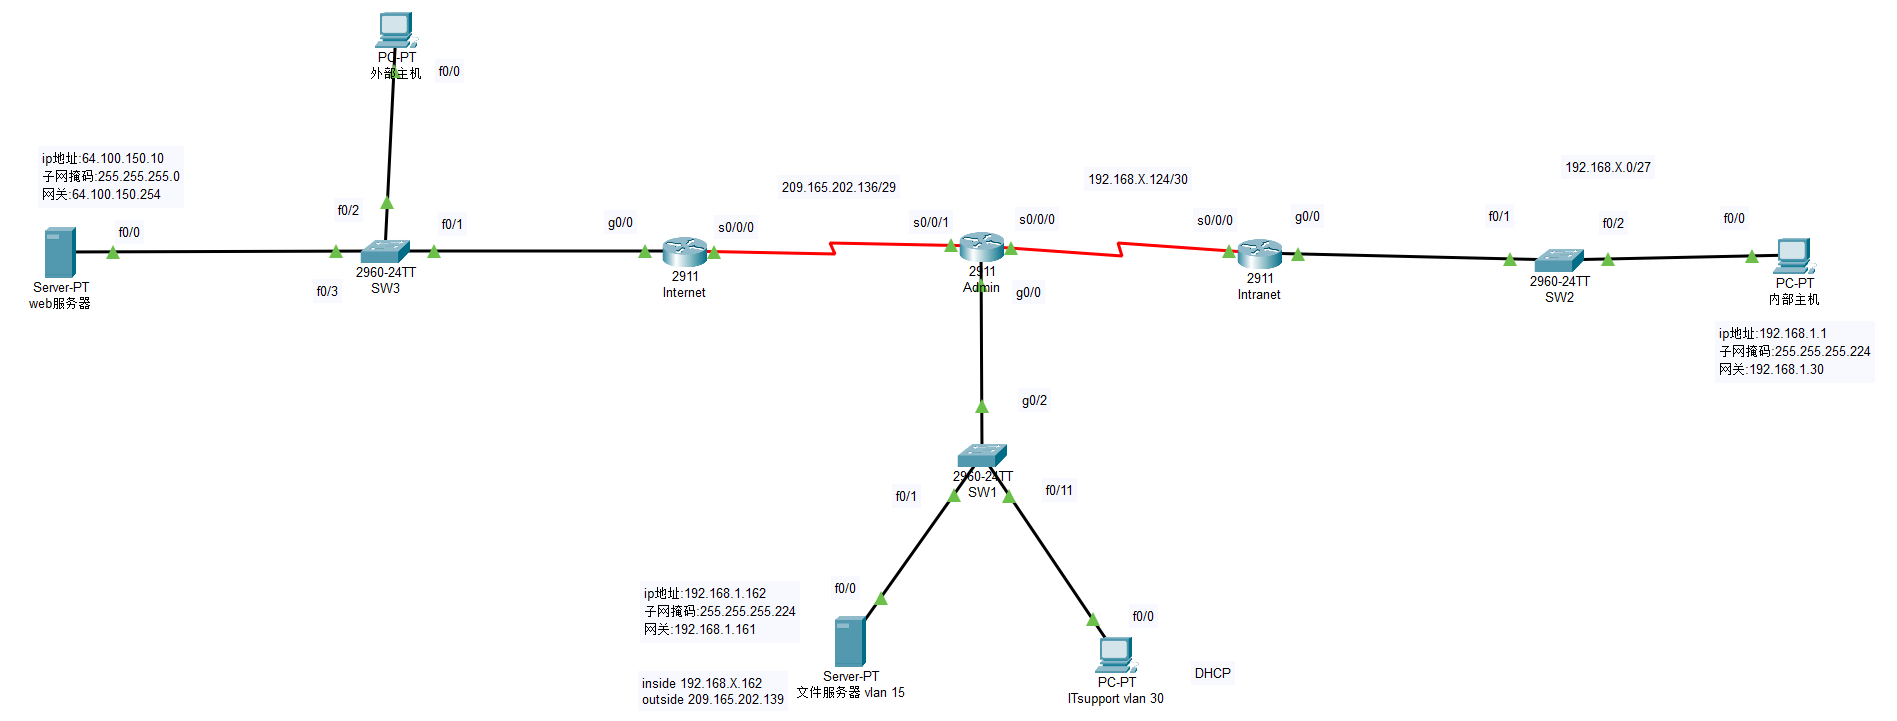 PC-PT
外部主机
f0/0
ip地址:64.100.150.10
子网掩码:255.255.255.0
网关:64.100.150.254
f0/0
Server-PT
web服务器
f0/2
f0/1
f0/3
2960-24TT
SW3
g0/0
s0/0/0
2911
Internet
209.165.202.136/29
s0/0/1
s0/0/0
2911
Admin
g0/0
192.168.X.124/30
s0/0/0
g0/0
2911
Intranet
192.168.X.0/27
f0/1
f0/2
2960-24TT
SW2
f0/0
PC-PT
内部主机
ip地址:192.168.1.1
子网掩码:255.255.255.224
网关:192.168.1.30
g0/2
2960-24TT
SW1
f0/1
f0/11
ip地址:192.168.1.162
子网掩码:255.255.255.224
网关:192.168.1.161
f0/0
Server-PT
文件服务器 vlan 15
inside 192.168.X.162
outside 209.165.202.139
f0/0
PC-PT
ITsupport vlan 30
DHCP